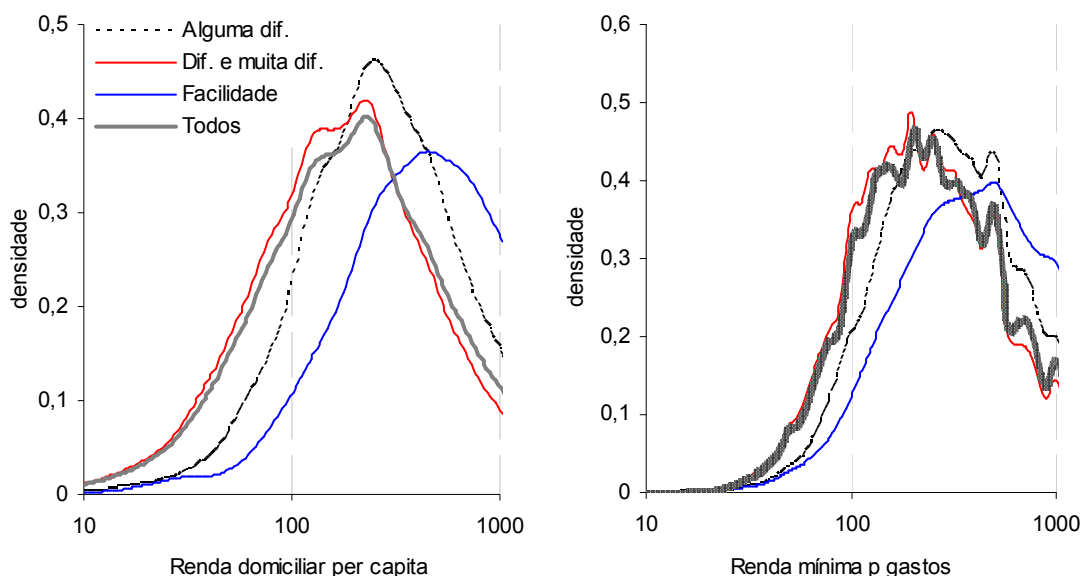 0,5
0,4
0,3
0,2
0,1
0
densidade
Alguma dif.
Dif. e muita dif.
Facilidade
Todos
10
100
1000
Renda domiciliar per capita
0,6
0,5
0,4
0,3
0,2
0,1
0
densidade
10
100
1000
Renda mínima p gastos